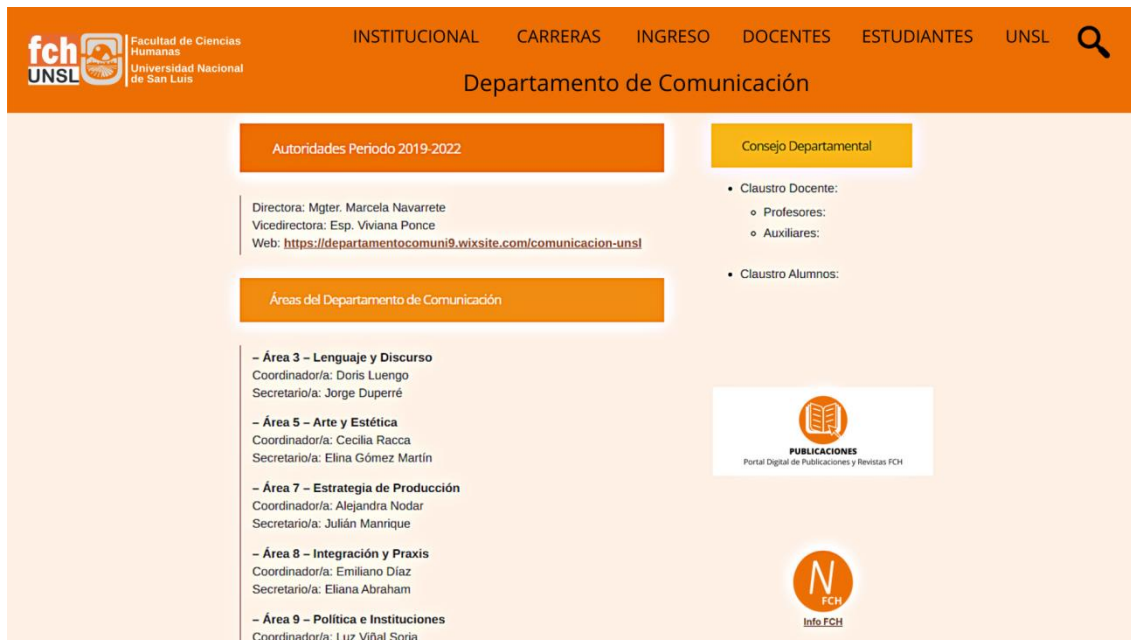 fch
UNSL
Facultad de Ciencias
Humanas
Universidad Nacional
de San Luis
INSTITUCIONAL CARRERAS INGRESO DOCENTES ESTUDIANTES UNSL
Departamento de Comunicación
Autoridades Periodo 2019-2022
Directora: Mgter. Marcela Navarrete
Vicedirectora: Esp. Viviana Ponce
Web: https://departamentocomuni9.wixsite.com/comunicacion-unsl
Áreas del Departamento de Comunicación
– Área 3 – Lenguaje y Discurso
Coordinador/a: Doris Luengo
Secretario/a: Jorge Duperré
– Área 5 – Arte y Estética
Coordinador/a: Cecilia Racca
Secretario/a: Elina Gómez Martín
– Área 7 – Estrategia de Producción
Coordinador/a: Alejandra Nodar
Secretario/a: Julián Manrique
– Área 8 – Integración y Praxis
Coordinador/a: Emiliano Díaz
Secretario/a: Eliana Abraham
– Área 9 – Política e Instituciones
Coordinador/a: Luz Viñal Soria
Consejo Departamental
• Claustro Docente:
◦ Profesores:
◦ Auxiliares:
• Claustro Alumnos:
PUBLICACIONES
Portal Digital de Publicaciones y Revistas FCH
N
FCH
Info FCH